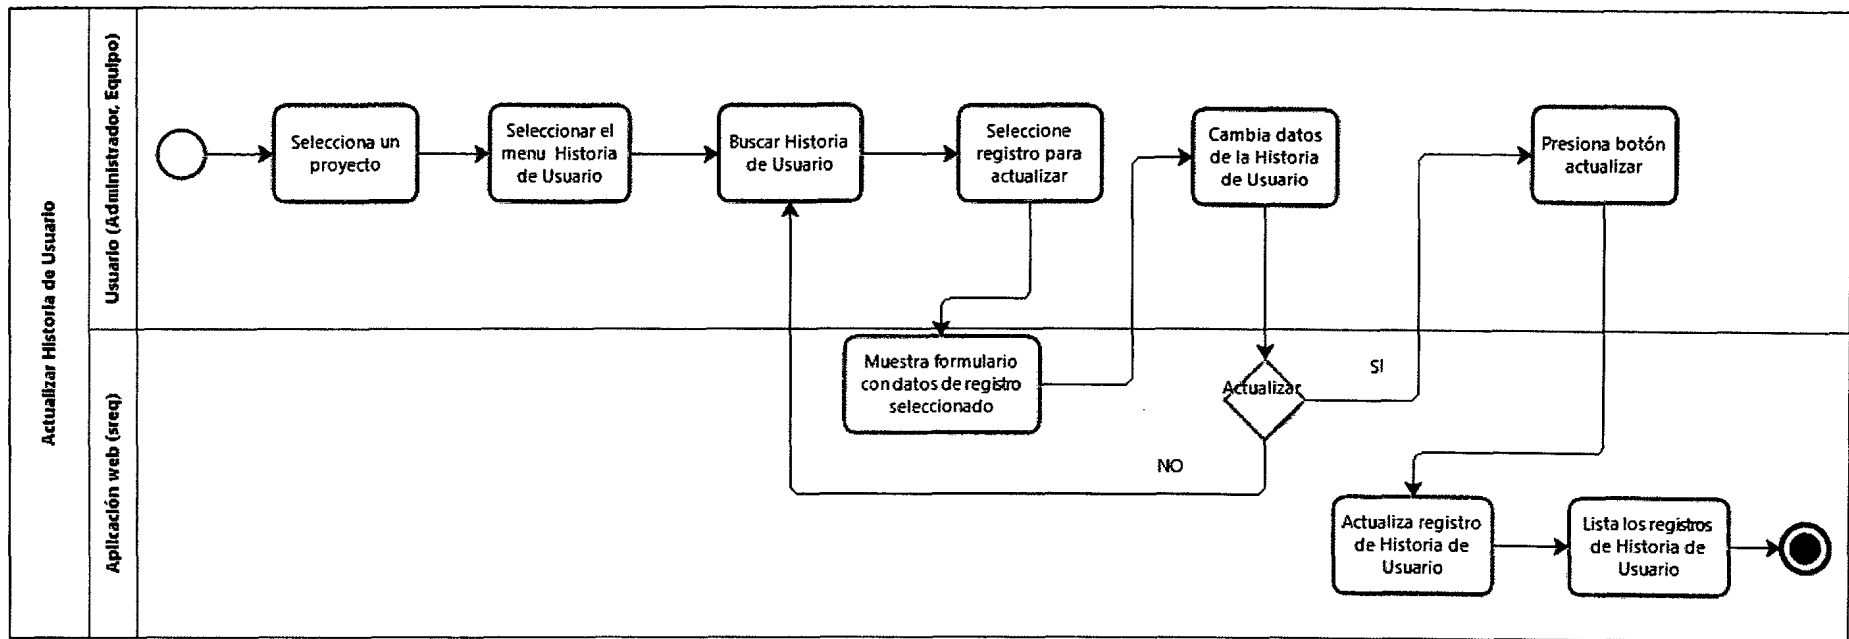 Actualizar Historia de Usuario
Usuario (Administrador, Equipo)
Selecciona un
proyecto
Seleccionar el
menu Historia
de Usuario
Buscar Historia
de Usuario
Seleccione
registro para
actualizar
Cambia datos
de la Historia
de Usuario
Presiona botón
actualizar
Aplicación web (sreq)
Muestra formulario
con datos de registro
seleccionado
Actualizar
SI
NO
Actualiza registro
de Historia de
Usuario
Lista los registros
de Historia de
Usuario